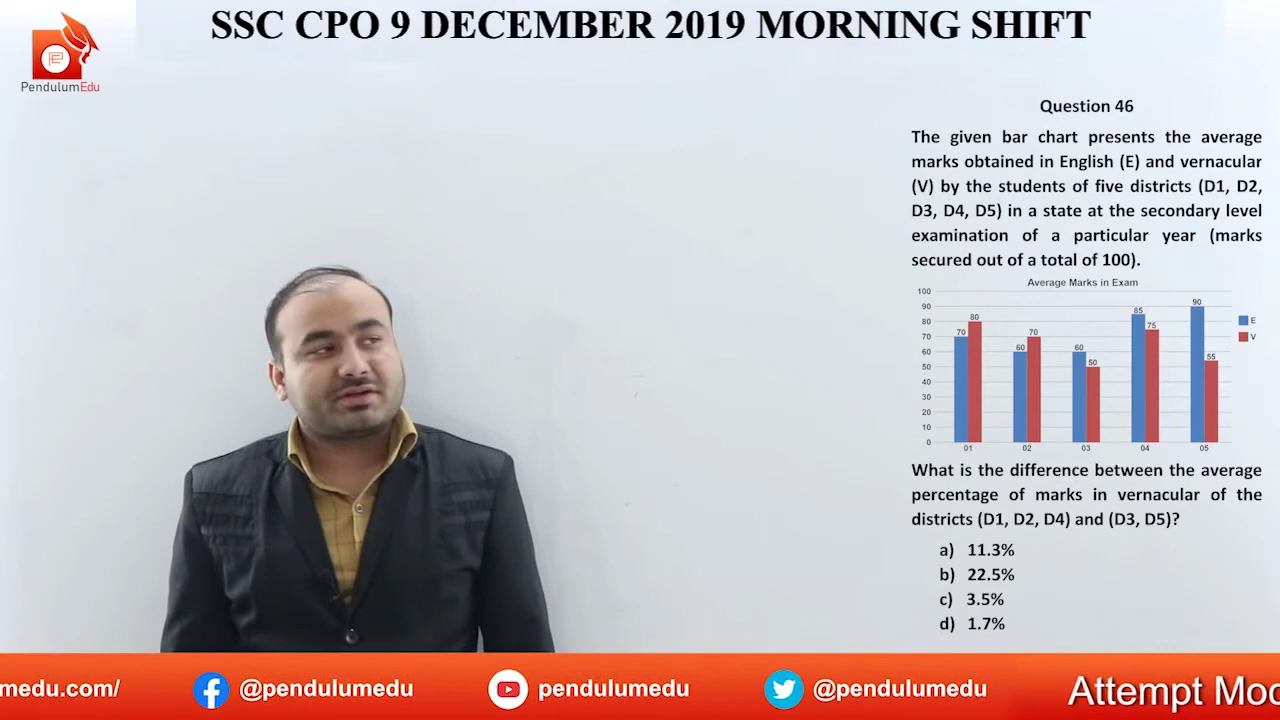 SSC CPO 9 DECEMBER 2019 MORNING SHIFT
PendulumEdu
Question 46
The given bar chart presents the average
marks obtained in English (E) and vernacular
(V) by the students of five districts (D1, D2,
D3, D4, D5) in a state at the secondary level
examination of a particular year (marks
secured out of a total of 100).
Average Marks in Exam
100
90
80
70
60
50
40
30
20
10
0
70
80
60
70
60
50
85
75
90
55
01
02
03
04
05
E
V
What is the difference between the average
percentage of marks in vernacular of the
districts (D1, D2, D4) and (D3, D5)?
a) 11.3%
b) 22.5%
c) 3.5%
d) 1.7%
medu.com/
@pendulumedu
pendulumedu
@pendulumedu
Attempt Moc